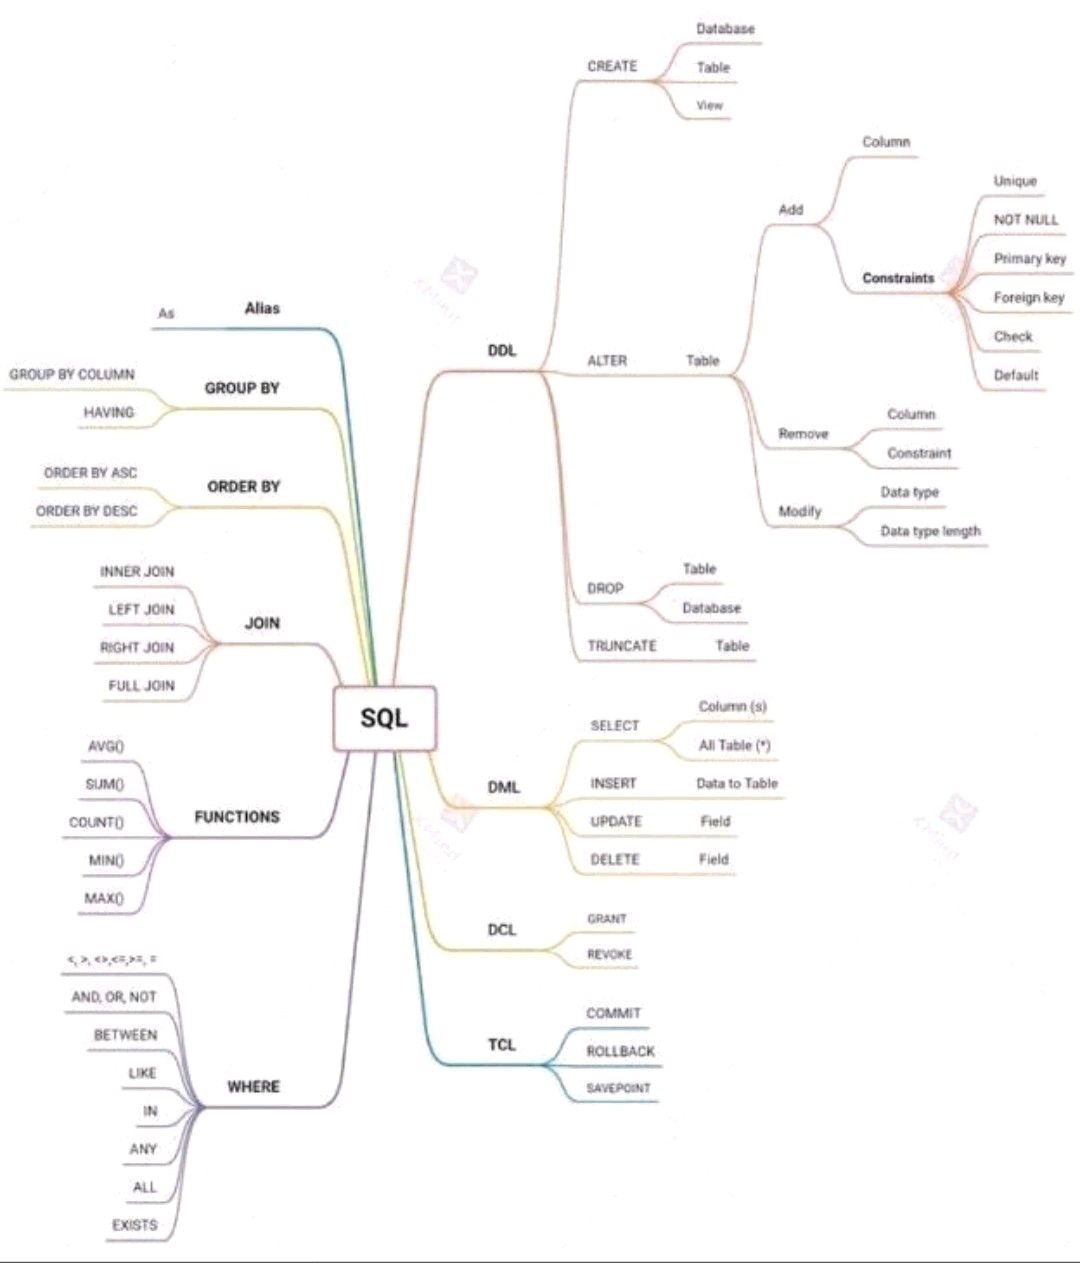 SQL
Alias
As
GROUP BY
GROUP BY COLUMN
HAVING
ORDER BY
ORDER BY ASC
ORDER BY DESC
JOIN
INNER JOIN
LEFT JOIN
RIGHT JOIN
FULL JOIN
FUNCTIONS
AVG()
SUM()
COUNT()
MIN()
MAX()
WHERE
<, >, <>,<=,>=, =
AND, OR, NOT
BETWEEN
LIKE
IN
ANY
ALL
EXISTS
DDL
CREATE
Database
Table
View
ALTER
Table
Add
Column
Constraints
Unique
NOT NULL
Primary key
Foreign key
Check
Default
Remove
Column
Constraint
Modify
Data type
Data type length
DROP
Table
Database
TRUNCATE
Table
DML
SELECT
Column (s)
All Table (*)
INSERT
Data to Table
UPDATE
Field
DELETE
Field
DCL
GRANT
REVOKE
TCL
COMMIT
ROLLBACK
SAVEPOINT
XMind
XMind
XMind
XMind